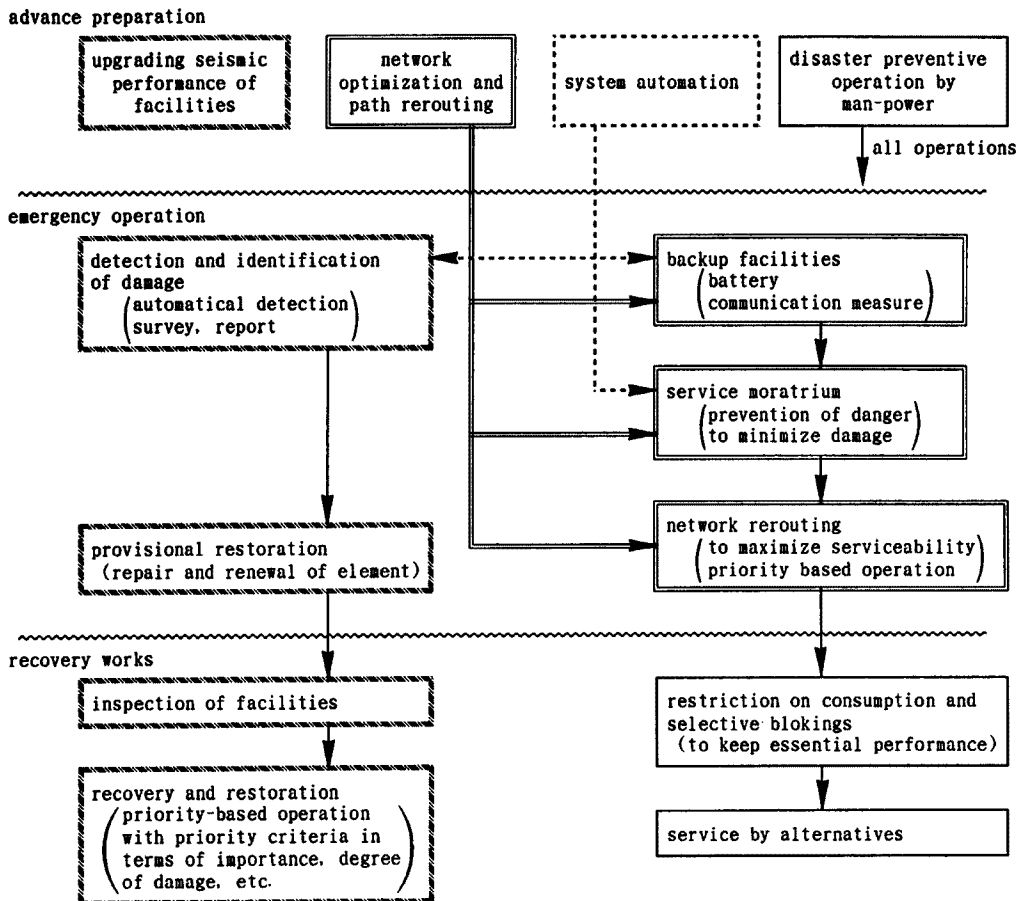 advance preparation
upgrading seismic
performance of
facilities
network
optimization and
path rerouting
system automation
disaster preventive
operation by
man-power
all operations
emergency operation
detection and identification
of damage
(automatical detection
survey, report)
backup facilities
(battery
communication measure)
service moratrium
(prevention of danger
to minimize damage)
provisional restoration
(repair and renewal of element)
network rerouting
(to maximize serviceability
priority based operation)
recovery works
inspection of facilities
restriction on consumption and
selective blokings
(to keep essential performance)
recovery and restoration
(priority-based operation
with priority criteria in
terms of importance, degree
of damage, etc.)
service by alternatives